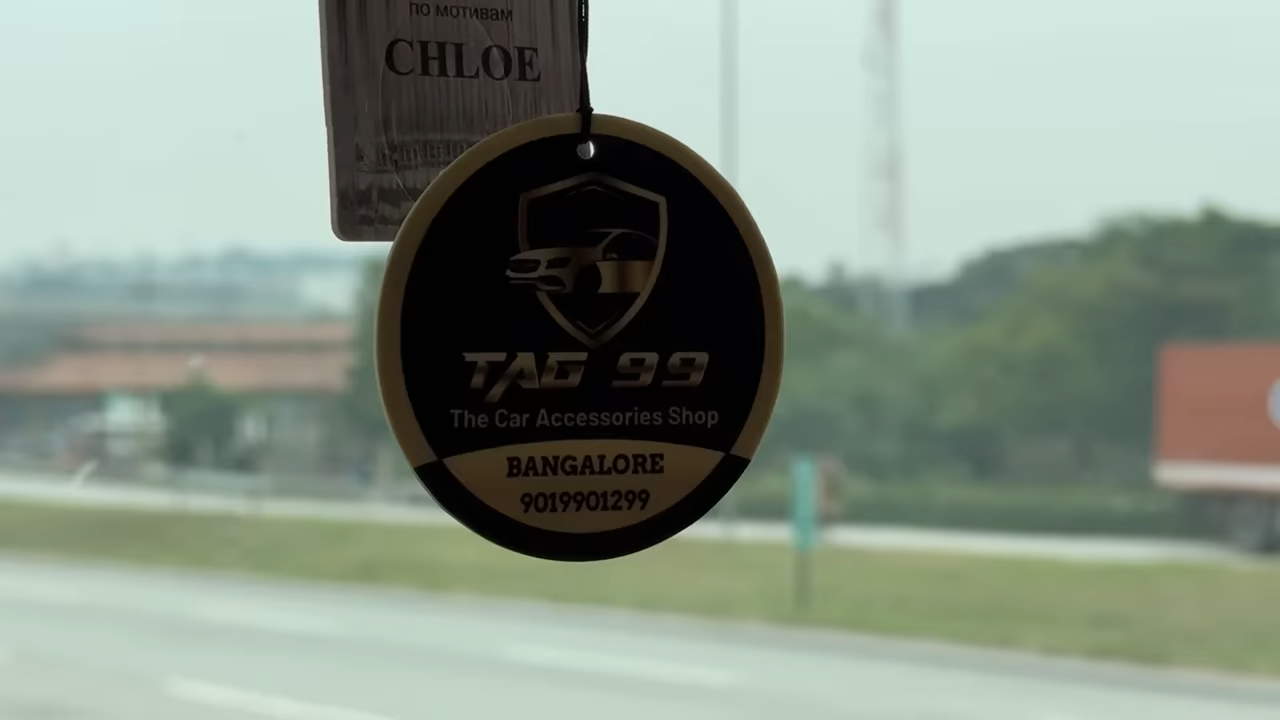 по мотивам
CHLOE
TAG 99
The Car Accessories Shop
BANGALORE
9019901299